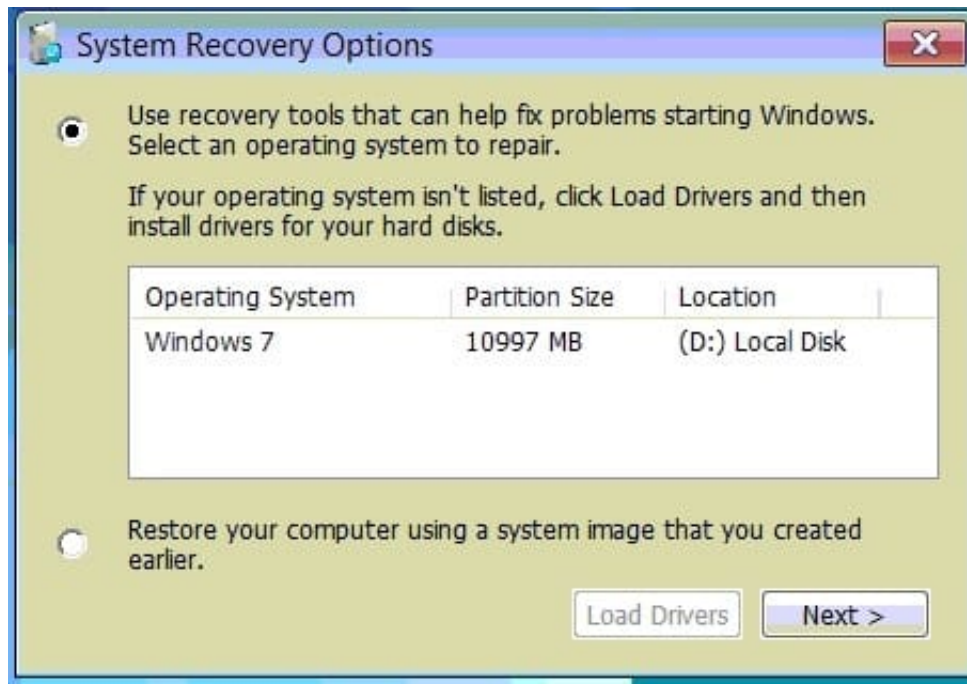 System Recovery Options
Use recovery tools that can help fix problems starting Windows.
Select an operating system to repair.
If your operating system isn't listed, click Load Drivers and then
install drivers for your hard disks.
Operating System Partition Size Location
Windows 7 10997 MB (D:) Local Disk
Restore your computer using a system image that you created
earlier.
Load Drivers Next >